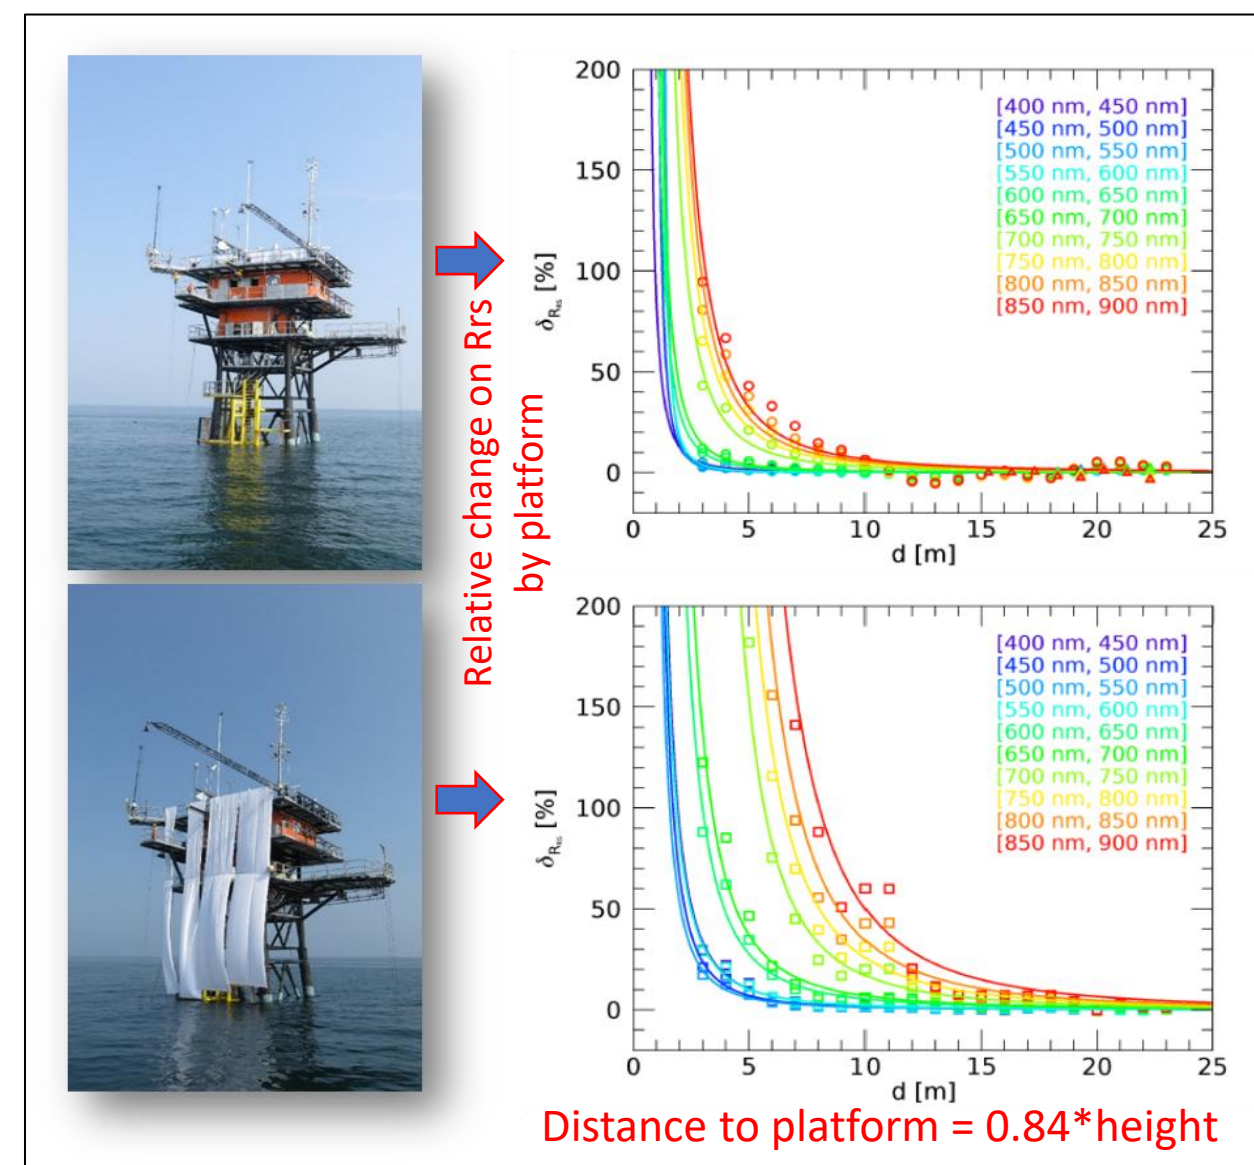 Relative change on Rrs
by platform
200
150
100
50
0
δRRS [%]
[400 nm, 450 nm]
[450 nm, 500 nm]
[500 nm, 550 nm]
[550 nm, 600 nm]
[600 nm, 650 nm]
[650 nm, 700 nm]
[700 nm, 750 nm]
[750 nm, 800 nm]
[800 nm, 850 nm]
[850 nm, 900 nm]
0 5 10 15 20 25
d [m]
200
150
100
50
0
δRRS [%]
[400 nm, 450 nm]
[450 nm, 500 nm]
[500 nm, 550 nm]
[550 nm, 600 nm]
[600 nm, 650 nm]
[650 nm, 700 nm]
[700 nm, 750 nm]
[750 nm, 800 nm]
[800 nm, 850 nm]
[850 nm, 900 nm]
0 5 10 15 20 25
d [m]
Distance to platform = 0.84*height